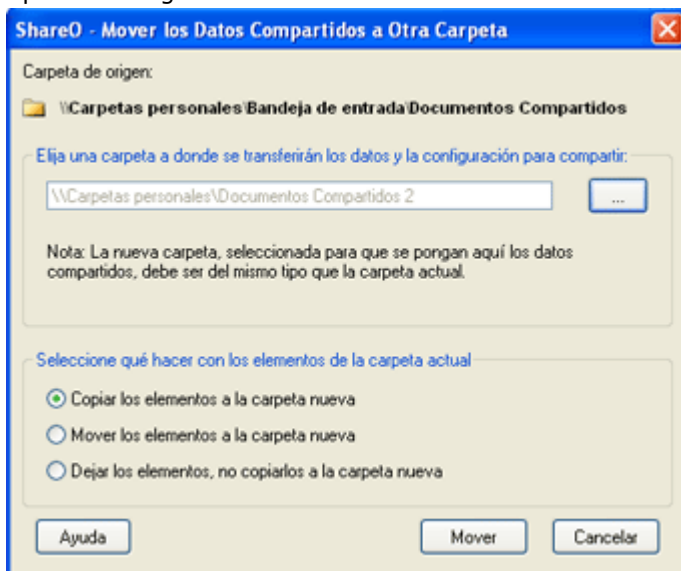 ShareO - Mover los Datos Compartidos a Otra Carpeta
Carpeta de origen:
\\Carpetas personales\Bandeja de entrada\Documentos Compartidos
Elija una carpeta a donde se transferirán los datos y la configuración para compartir:
\\Carpetas personales\Documentos Compartidos 2
...
Nota: La nueva carpeta, seleccionada para que se pongan aquí los datos
compartidos, debe ser del mismo tipo que la carpeta actual.
Seleccione qué hacer con los elementos de la carpeta actual
Copiar los elementos a la carpeta nueva
Mover los elementos a la carpeta nueva
Dejar los elementos, no copiarlos a la carpeta nueva
Ayuda Mover Cancelar